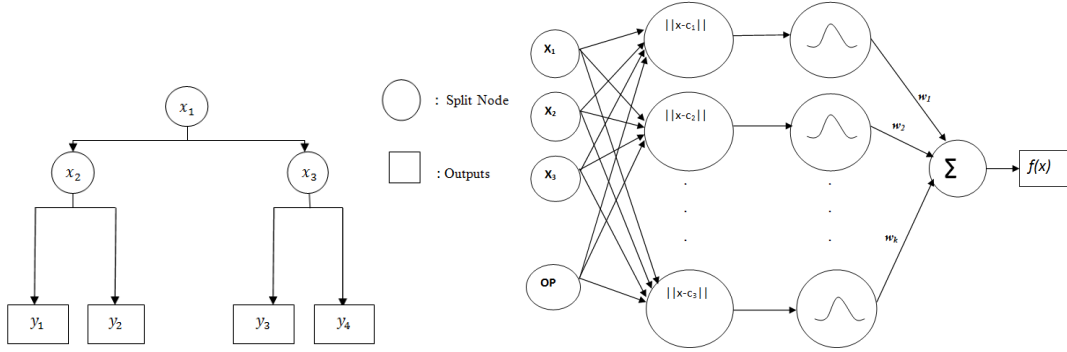 x₁
x₂
x₃
y₁
y₂
y₃
y₄
: Split Node
: Outputs
X₁
X₂
X₃
OP
||x-c₁||
||x-c₂||
||x-c₃||
.
.
.
.
w₁
w₂
wₖ
Σ
f(x)